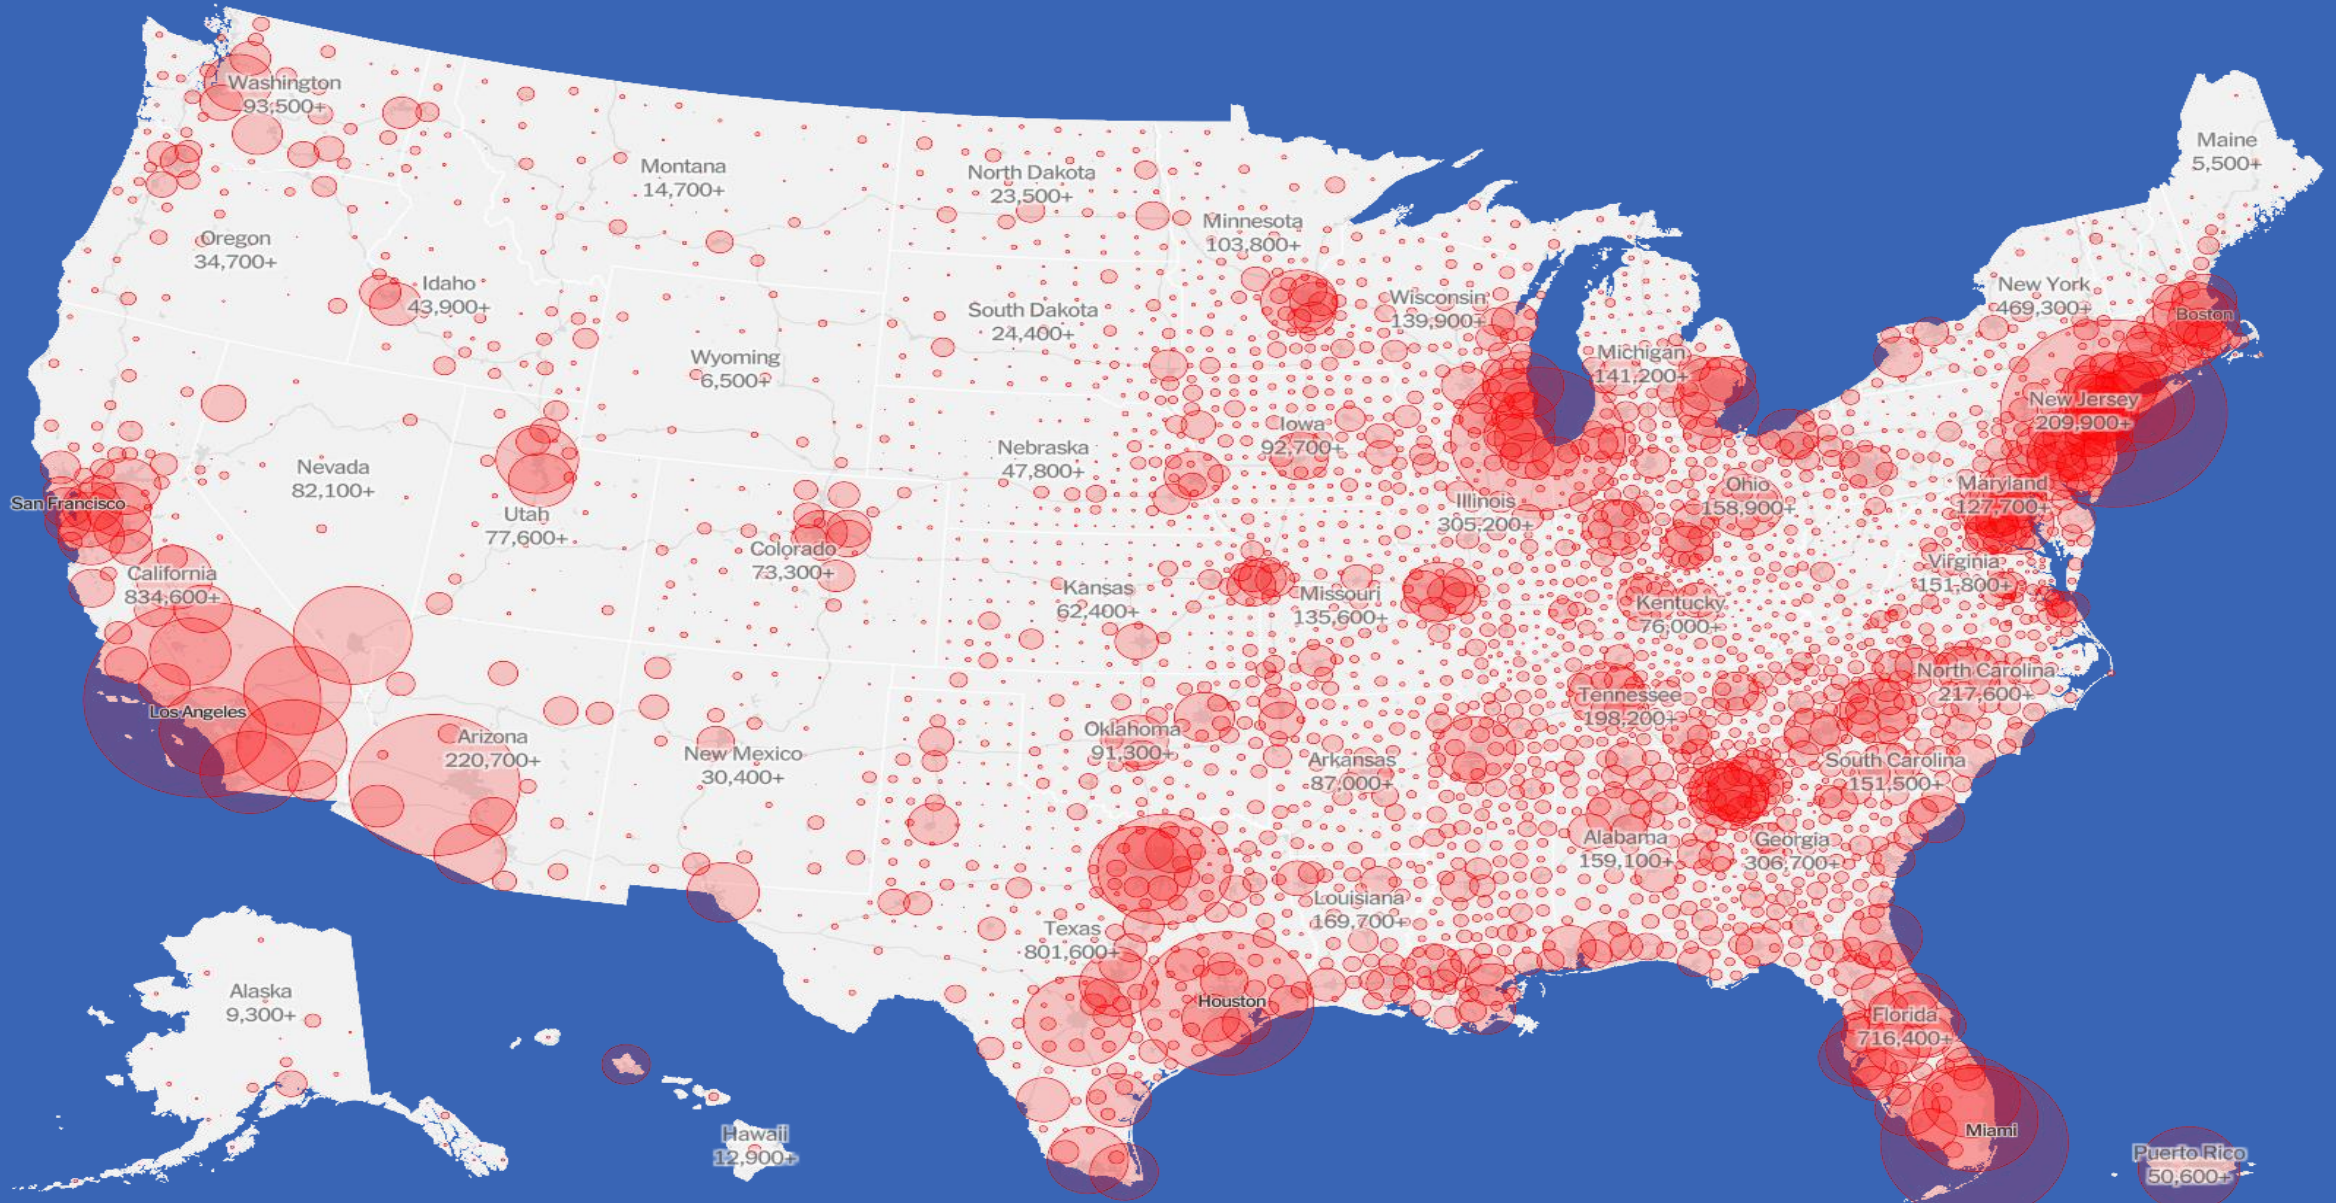 Washington
93,500+
Montana
14,700+
North Dakota
23,500+
Minnesota
103,800+
Maine
5,500+
Oregon
34,700+
Idaho
43,900+
South Dakota
24,400+
Wisconsin
139,900+
New York
469,300+
Boston
Wyoming
6,500+
Michigan
141,200+
New Jersey
209,900+
Nevada
82,100+
Utah
77,600+
Nebraska
47,800+
Iowa
92,700+
Illinois
305,200+
Ohio
158,900+
Maryland
127,700+
San Francisco
California
834,600+
Colorado
73,300+
Kansas
62,400+
Missouri
135,600+
Kentucky
76,000+
Virginia
151,800+
Los Angeles
Arizona
220,700+
New Mexico
30,400+
Oklahoma
91,300+
Arkansas
87,000+
Tennessee
198,200+
North Carolina
217,600+
South Carolina
151,500+
Alabama
159,100+
Georgia
306,700+
Texas
801,600+
Louisiana
169,700+
Houston
Florida
716,400+
Miami
Alaska
9,300+
Hawaii
12,900+
Puerto Rico
50,600+